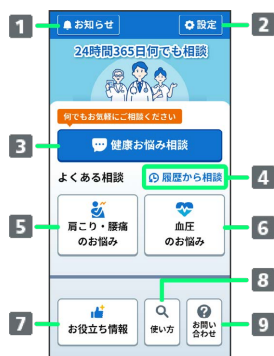 1
お知らせ
設定
2
24時間365日何でも相談
何でもお気軽にご相談ください
3
健康お悩み相談
よくある相談
履歴から相談
4
5
肩こり・腰痛
のお悩み
血圧
のお悩み
6
8
7
お役立ち情報
使い方
お問い
合わせ
9